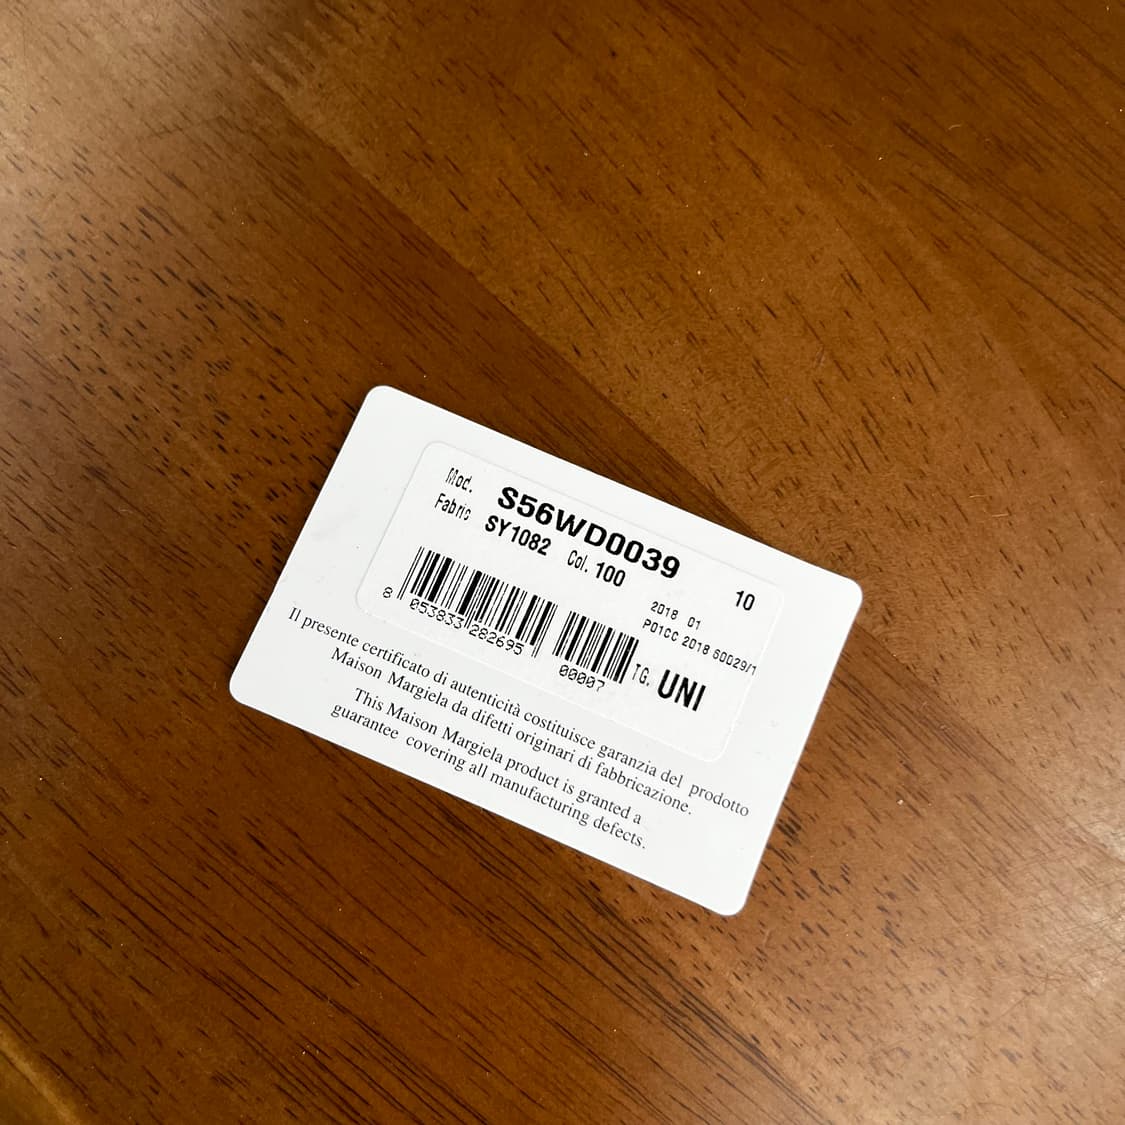 Mod. S56WD0039
Fabric SY1082 Col. 100 10
2018 01
P01CC 2018 60029/1
8 053833 282695 00007 TG. UNI
Il presente certificato di autenticità costituisce garanzia del prodotto
Maison Margiela da difetti originari di fabbricazione.
This Maison Margiela product is granted a
guarantee covering all manufacturing defects.